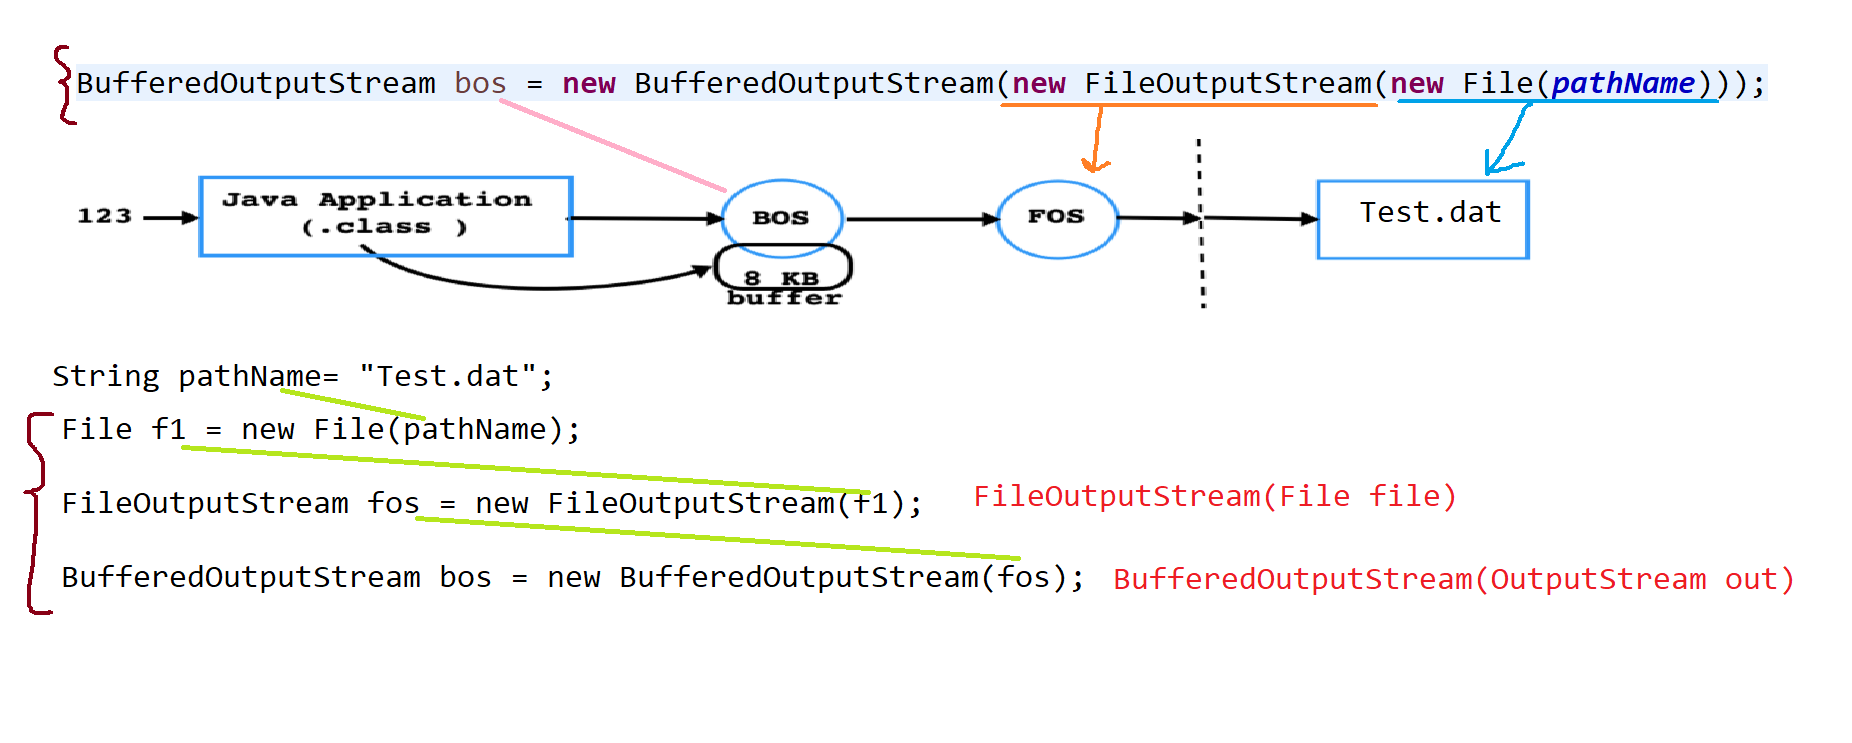 BufferedOutputStream bos = new BufferedOutputStream(new FileOutputStream(new File(pathName)));
123
Java Application
(.class )
BOS
8 KB
buffer
FOS
Test.dat
String pathName= "Test.dat";
File f1 = new File(pathName);
FileOutputStream fos = new FileOutputStream(f1);
FileOutputStream(File file)
BufferedOutputStream bos = new BufferedOutputStream(fos);
BufferedOutputStream(OutputStream out)